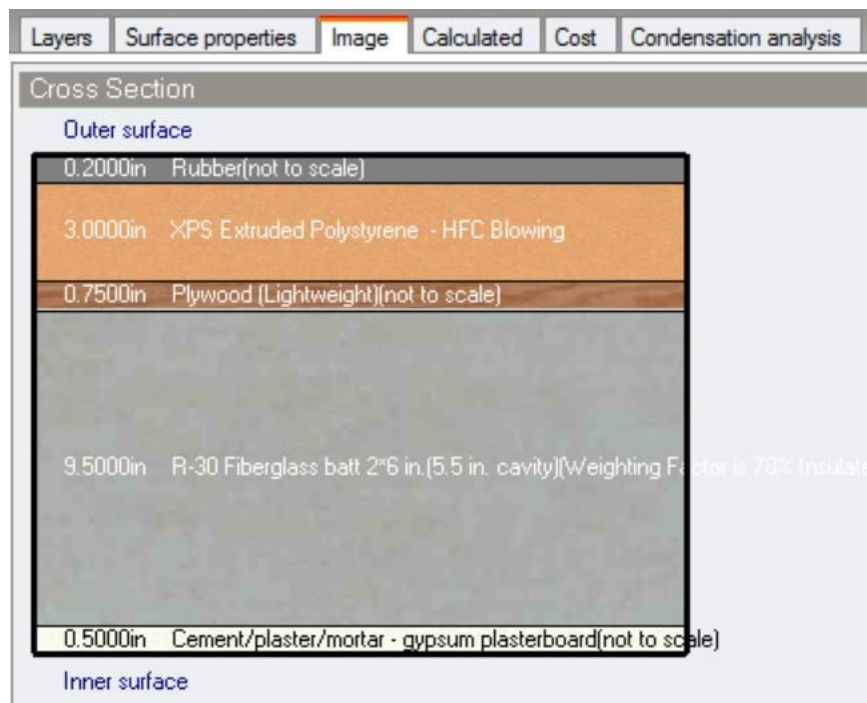 Layers Surface properties Image Calculated Cost Condensation analysis
Cross Section
Outer surface
0.2000in Rubber(not to scale)
3.0000in XPS Extruded Polystyrene - HFC Blowing
0.7500in Plywood (Lightweight)(not to scale)
9.5000in R-30 Fiberglass batt 2*6 in.(5.5 in. cavity)(Weighting Factor is 78% Insulate
0.5000in Cement/plaster/mortar - gypsum plasterboard(not to scale)
Inner surface